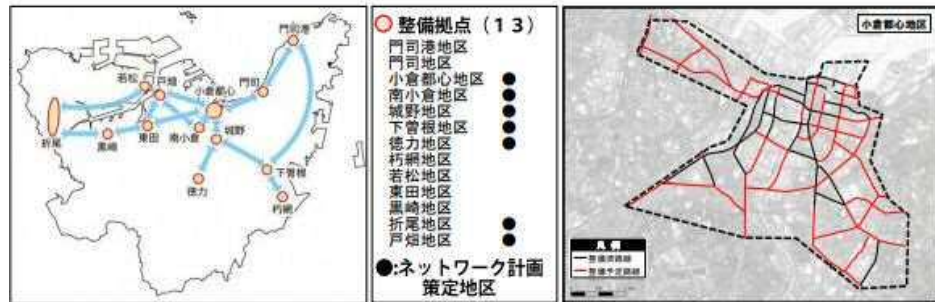 門司港
若松
戸畑
小倉都心
門司
折尾
黒崎
東田
南小倉
城野
徳力
下曽根
朽網
整備拠点（13）
門司港地区
門司地区
小倉都心地区 ●
南小倉地区 ●
城野地区 ●
下曽根地区 ●
徳力地区 ●
朽網地区
若松地区
東田地区
黒崎地区
折尾地区 ●
戸畑地区 ●
●:ネットワーク計画
策定地区
小倉都心地区
凡例
整備済路線
整備予定路線